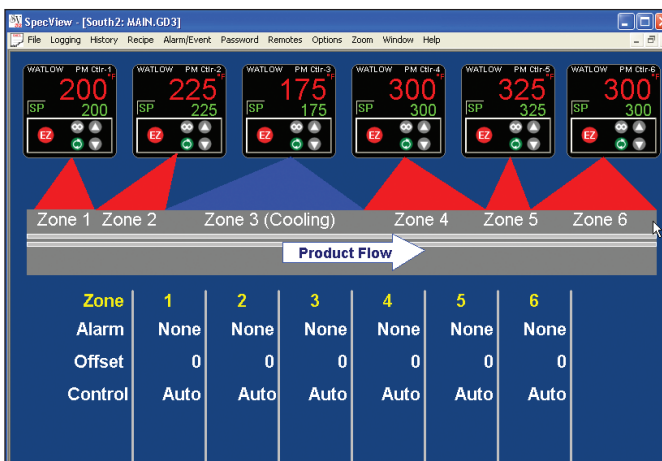 SpecView - [South2: MAIN.GD3]
File Logging History Recipe Alarm/Event Password Remotes Options Zoom Window Help
WATLOW PM Ctlr-1 WATLOW PM Ctlr-2 WATLOW PM Ctlr-3 WATLOW PM Ctlr-4 WATLOW PM Ctlr-5 WATLOW PM Ctlr-6
200 °F 225 °F 175 °F 300 °F 325 °F 300 °F
SP 200 SP 225 SP 175 SP 300 SP 325 SP 300
EZ EZ EZ EZ EZ EZ
Zone 1 Zone 2 Zone 3 (Cooling) Zone 4 Zone 5 Zone 6
Product Flow
Zone 1 2 3 4 5 6
Alarm None None None None None None
Offset 0 0 0 0 0 0
Control Auto Auto Auto Auto Auto Auto